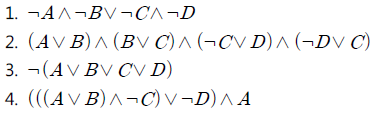 1. ¬A∧¬B∨¬C∧¬D
2. (A∨B)∧(B∨C)∧(¬C∨D)∧(¬D∨C)
3. ¬(A∨B∨C∨D)
4. (((A∨B)∧¬C)∨¬D)∧A